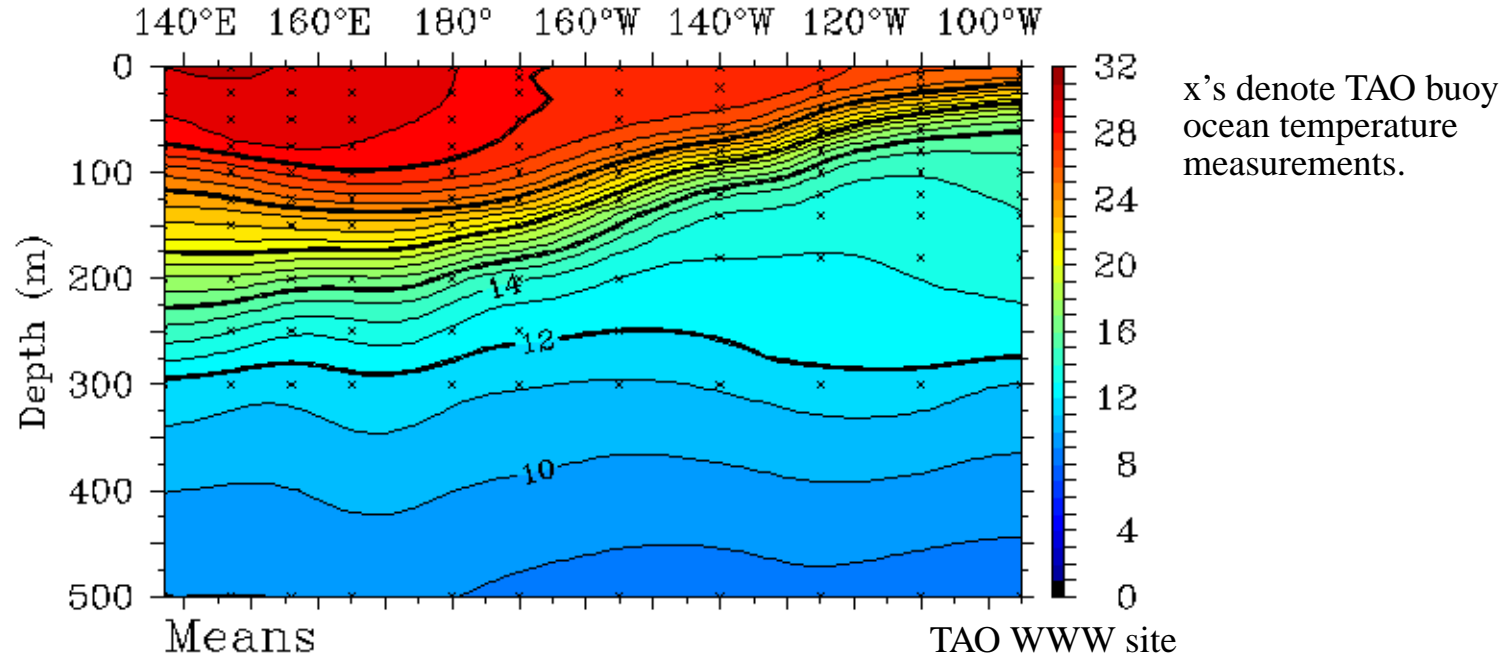 140°E 160°E 180° 160°W 140°W 120°W 100°W
0
100
200
300
400
500
Depth (m)
14
12
10
32
28
24
20
16
12
8
4
0
x's denote TAO buoy
ocean temperature
measurements.
Means
TAO WWW site